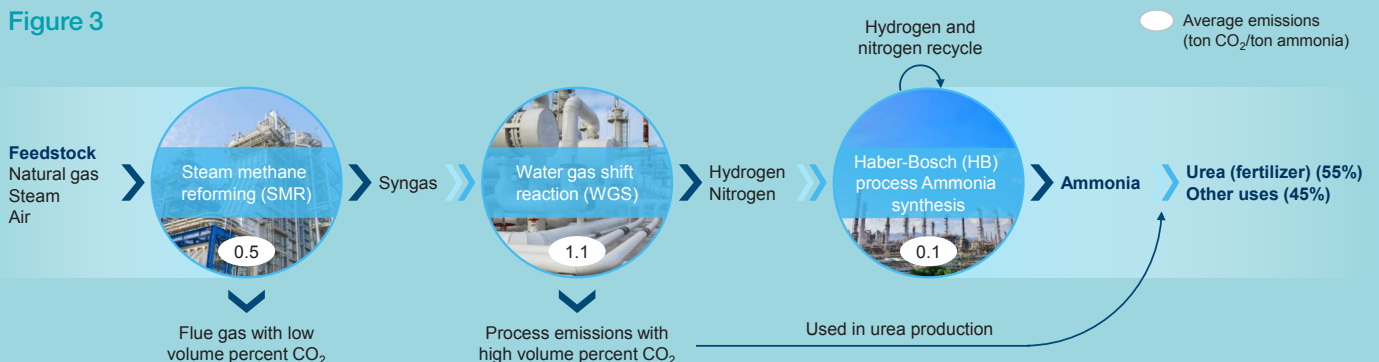 Figure 3
Average emissions
(ton CO₂/ton ammonia)
Hydrogen and
nitrogen recycle
Feedstock
Natural gas
Steam
Air
Steam methane
reforming (SMR)
0.5
Syngas
Water gas shift
reaction (WGS)
1.1
Hydrogen
Nitrogen
Haber-Bosch (HB)
process Ammonia
synthesis
0.1
Ammonia
Urea (fertilizer) (55%)
Other uses (45%)
Flue gas with low
volume percent CO₂
Process emissions with
high volume percent CO₂
Used in urea production